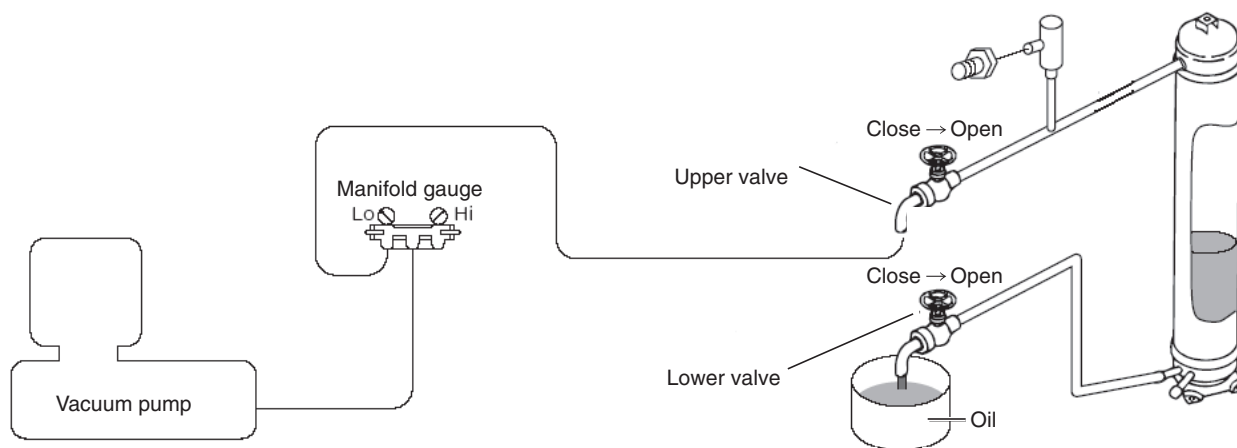 Close → Open
Upper valve
Manifold gauge
Lo Hi
Close → Open
Lower valve
Vacuum pump
Oil